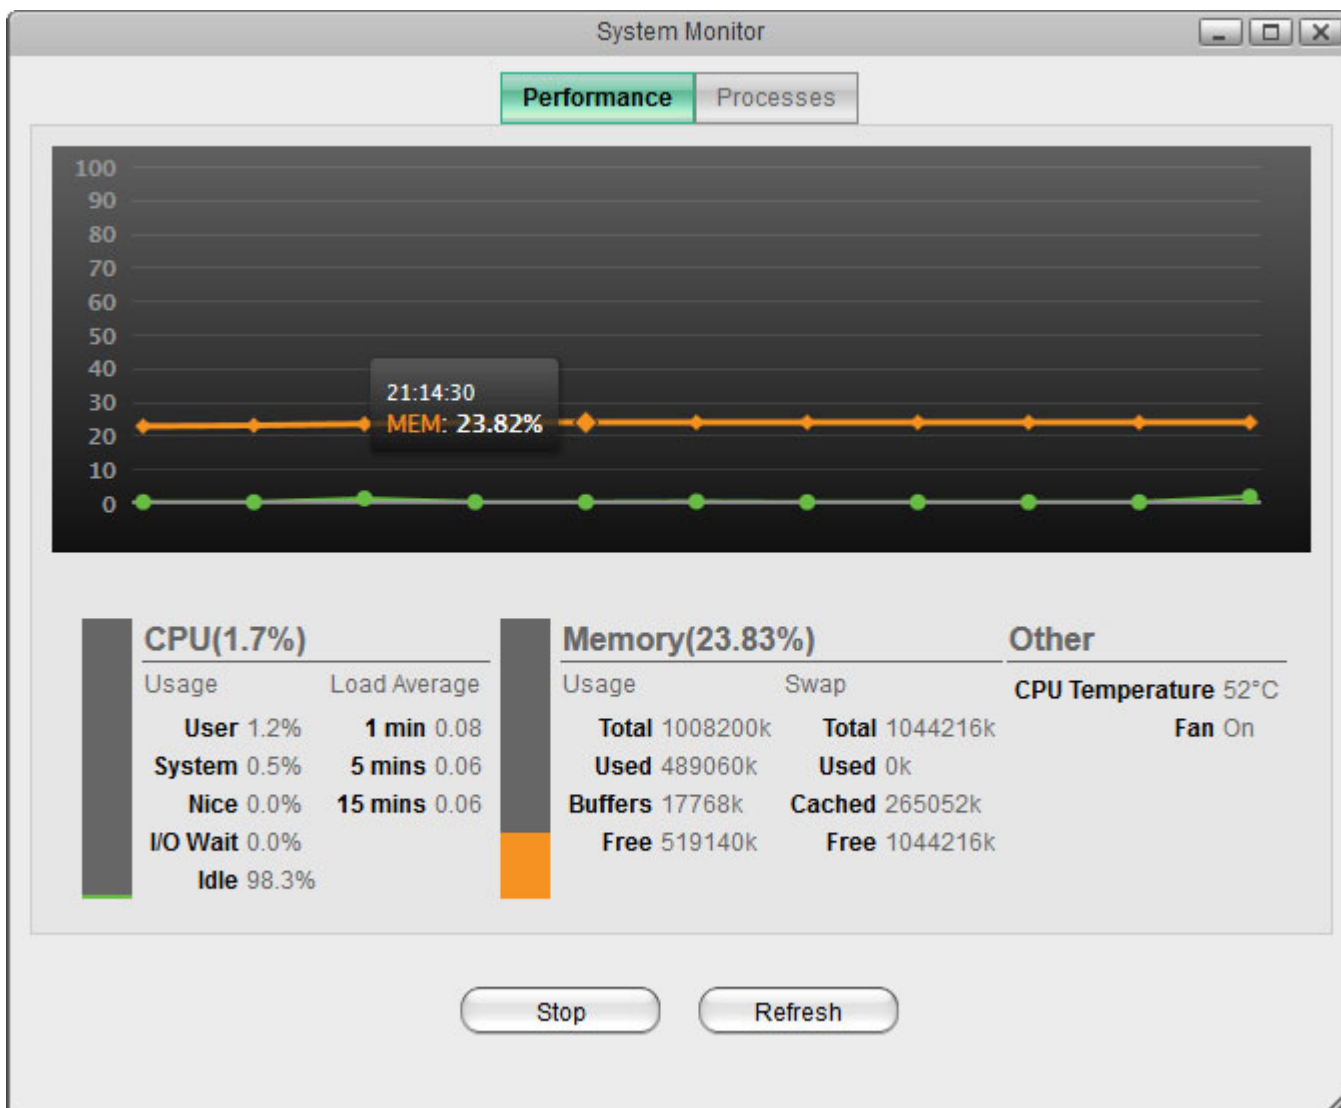 System Monitor
Performance Processes
100
90
80
70
60
50
40
30
20
10
0
21:14:30
MEM: 23.82%
CPU(1.7%) Memory(23.83%) Other
Usage Load Average Usage Swap CPU Temperature 52°C
User 1.2% 1 min 0.08 Total 1008200k Total 1044216k Fan On
System 0.5% 5 mins 0.06 Used 489060k Used 0k
Nice 0.0% 15 mins 0.06 Buffers 17768k Cached 265052k
I/O Wait 0.0% Free 519140k Free 1044216k
Idle 98.3%
Stop Refresh